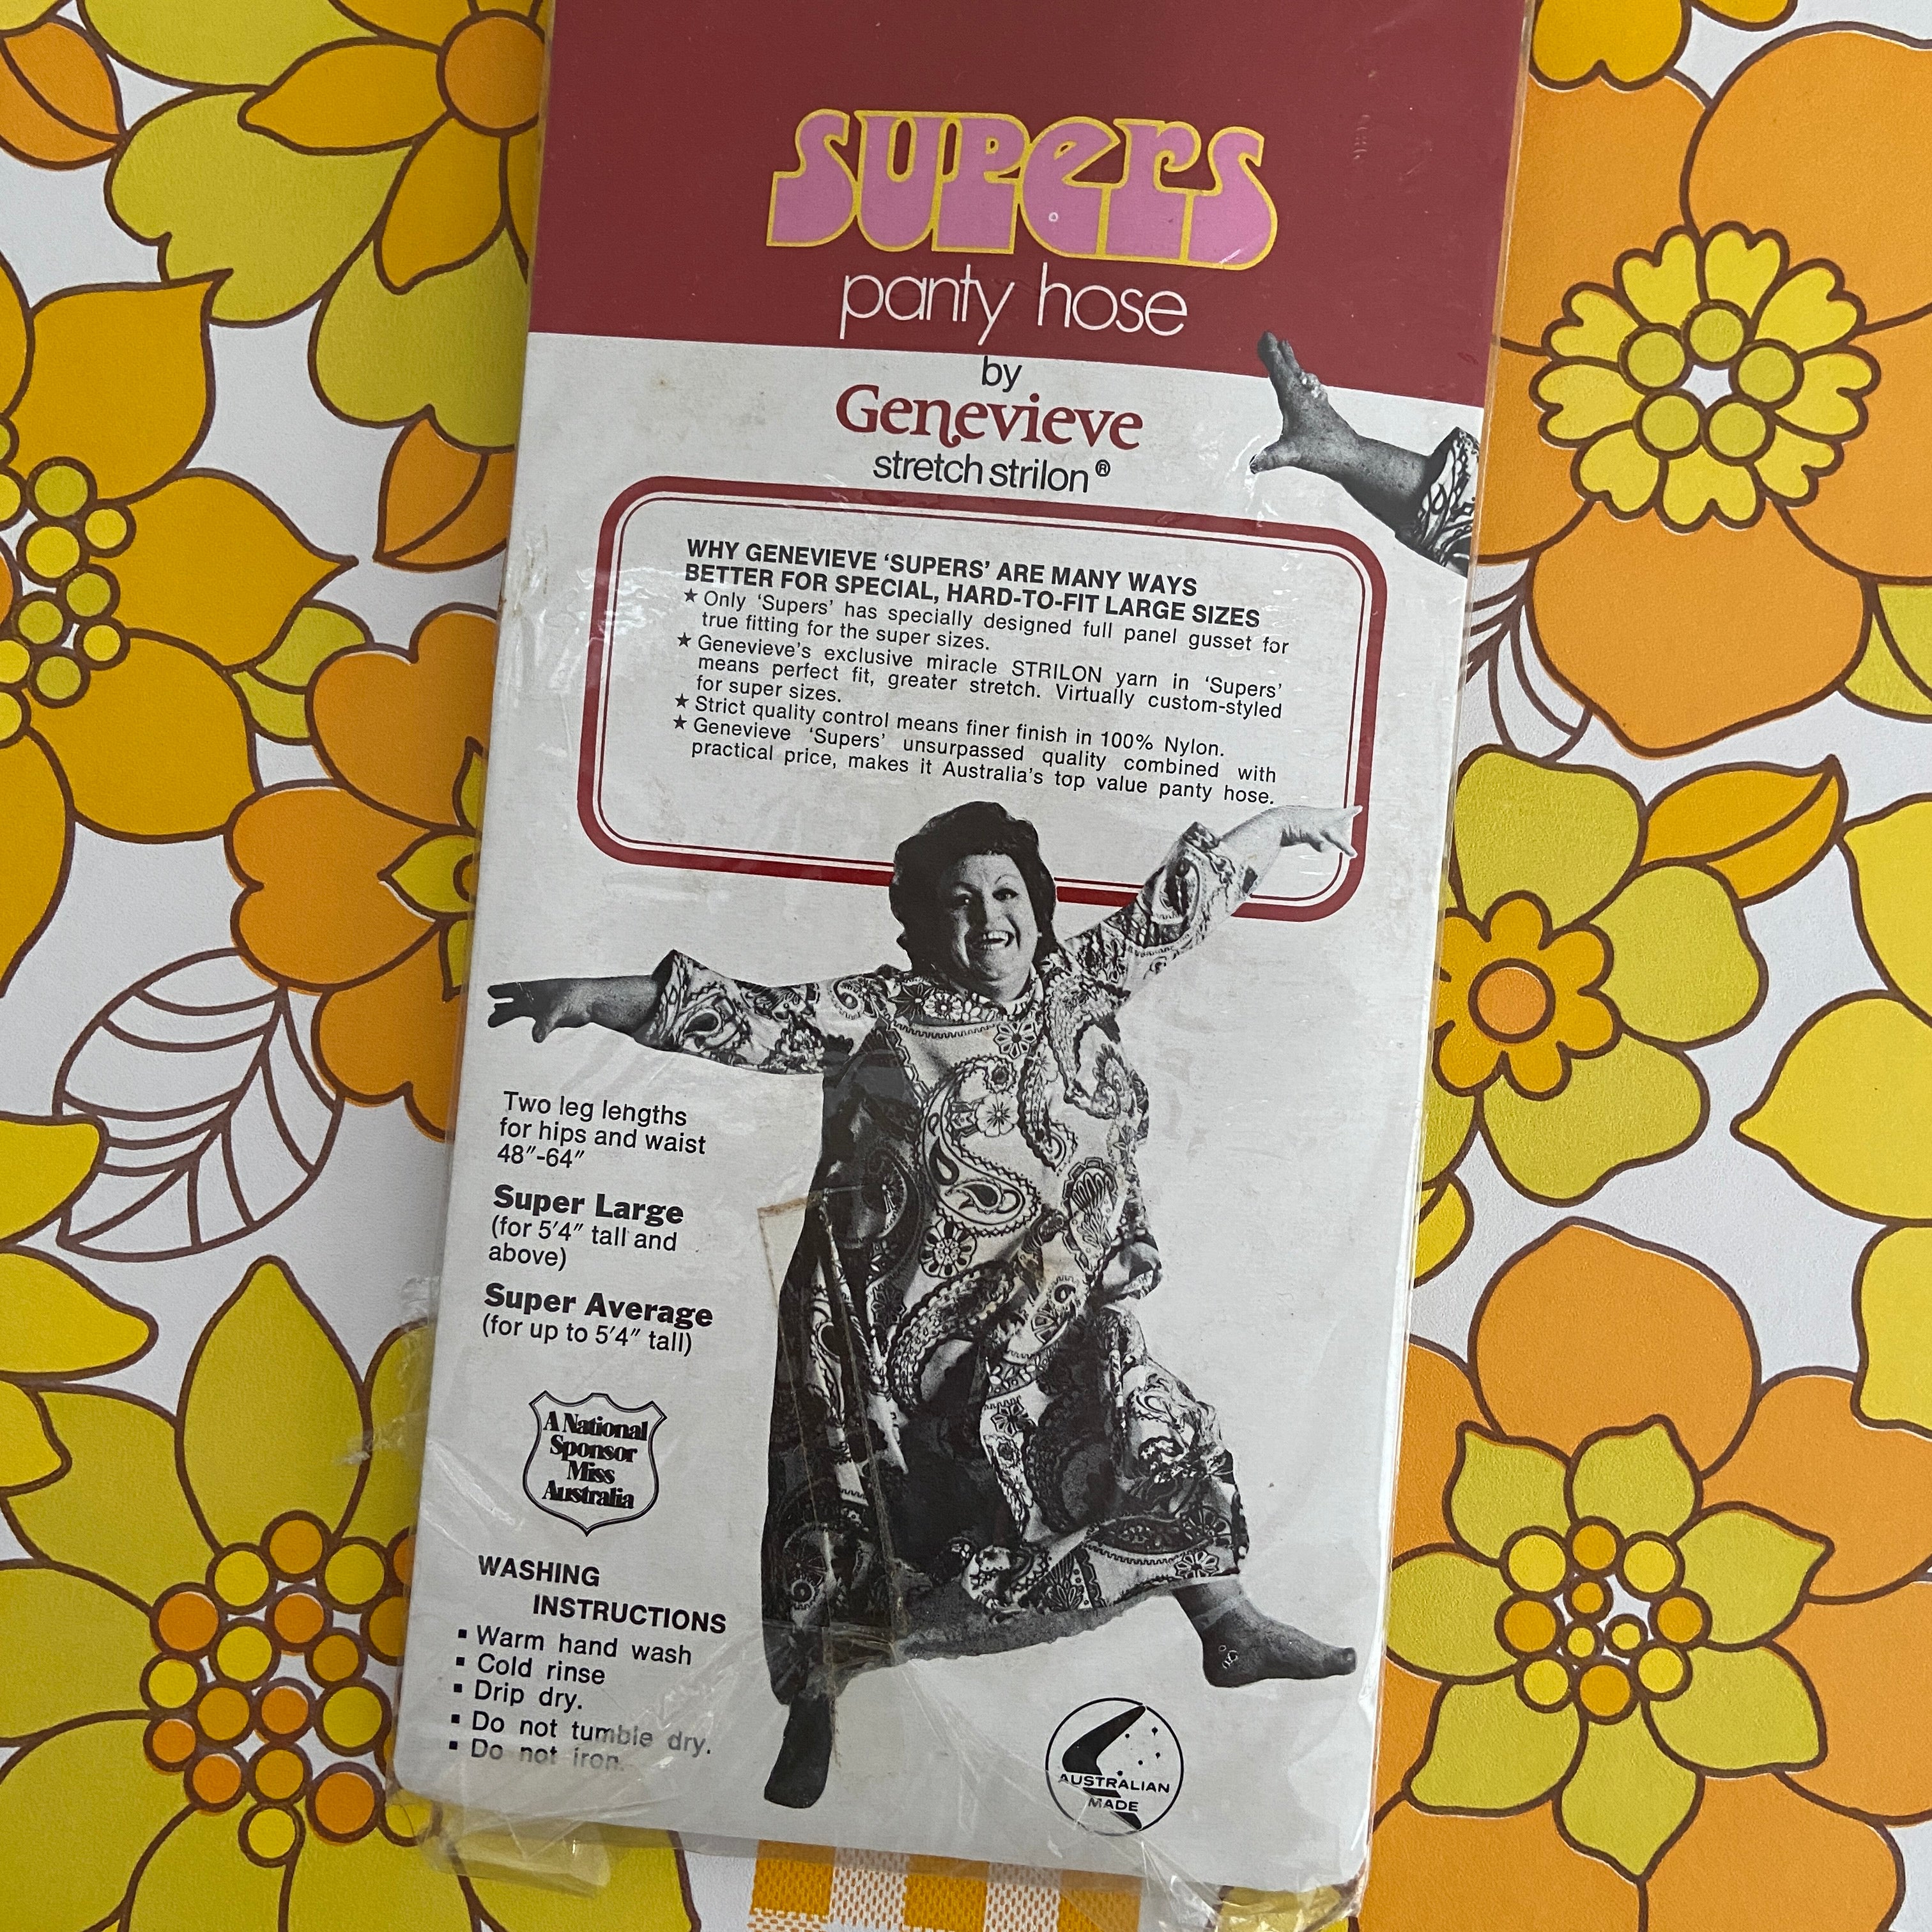 SUPERS
panty hose
by
Genevieve
stretch strilon®
WHY GENEVIEVE ‘SUPERS’ ARE MANY WAYS
BETTER FOR SPECIAL, HARD-TO-FIT LARGE SIZES
★ Only ‘Supers’ has specially designed full panel gusset for
true fitting for the super sizes.
★ Genevieve’s exclusive miracle STRILON yarn in ‘Supers’
means perfect fit, greater stretch. Virtually custom-styled
for super sizes.
★ Strict quality control means finer finish in 100% Nylon.
★ Genevieve ‘Supers’ unsurpassed quality combined with
practical price, makes it Australia’s top value panty hose.
Two leg lengths
for hips and waist
48″-64″
Super Large
(for 5′4″ tall and
above)
Super Average
(for up to 5′4″ tall)
A National
Sponsor
Miss
Australia
WASHING
INSTRUCTIONS
▪ Warm hand wash
▪ Cold rinse
▪ Drip dry.
▪ Do not tumble dry.
▪ Do not iron.
AUSTRALIAN
MADE